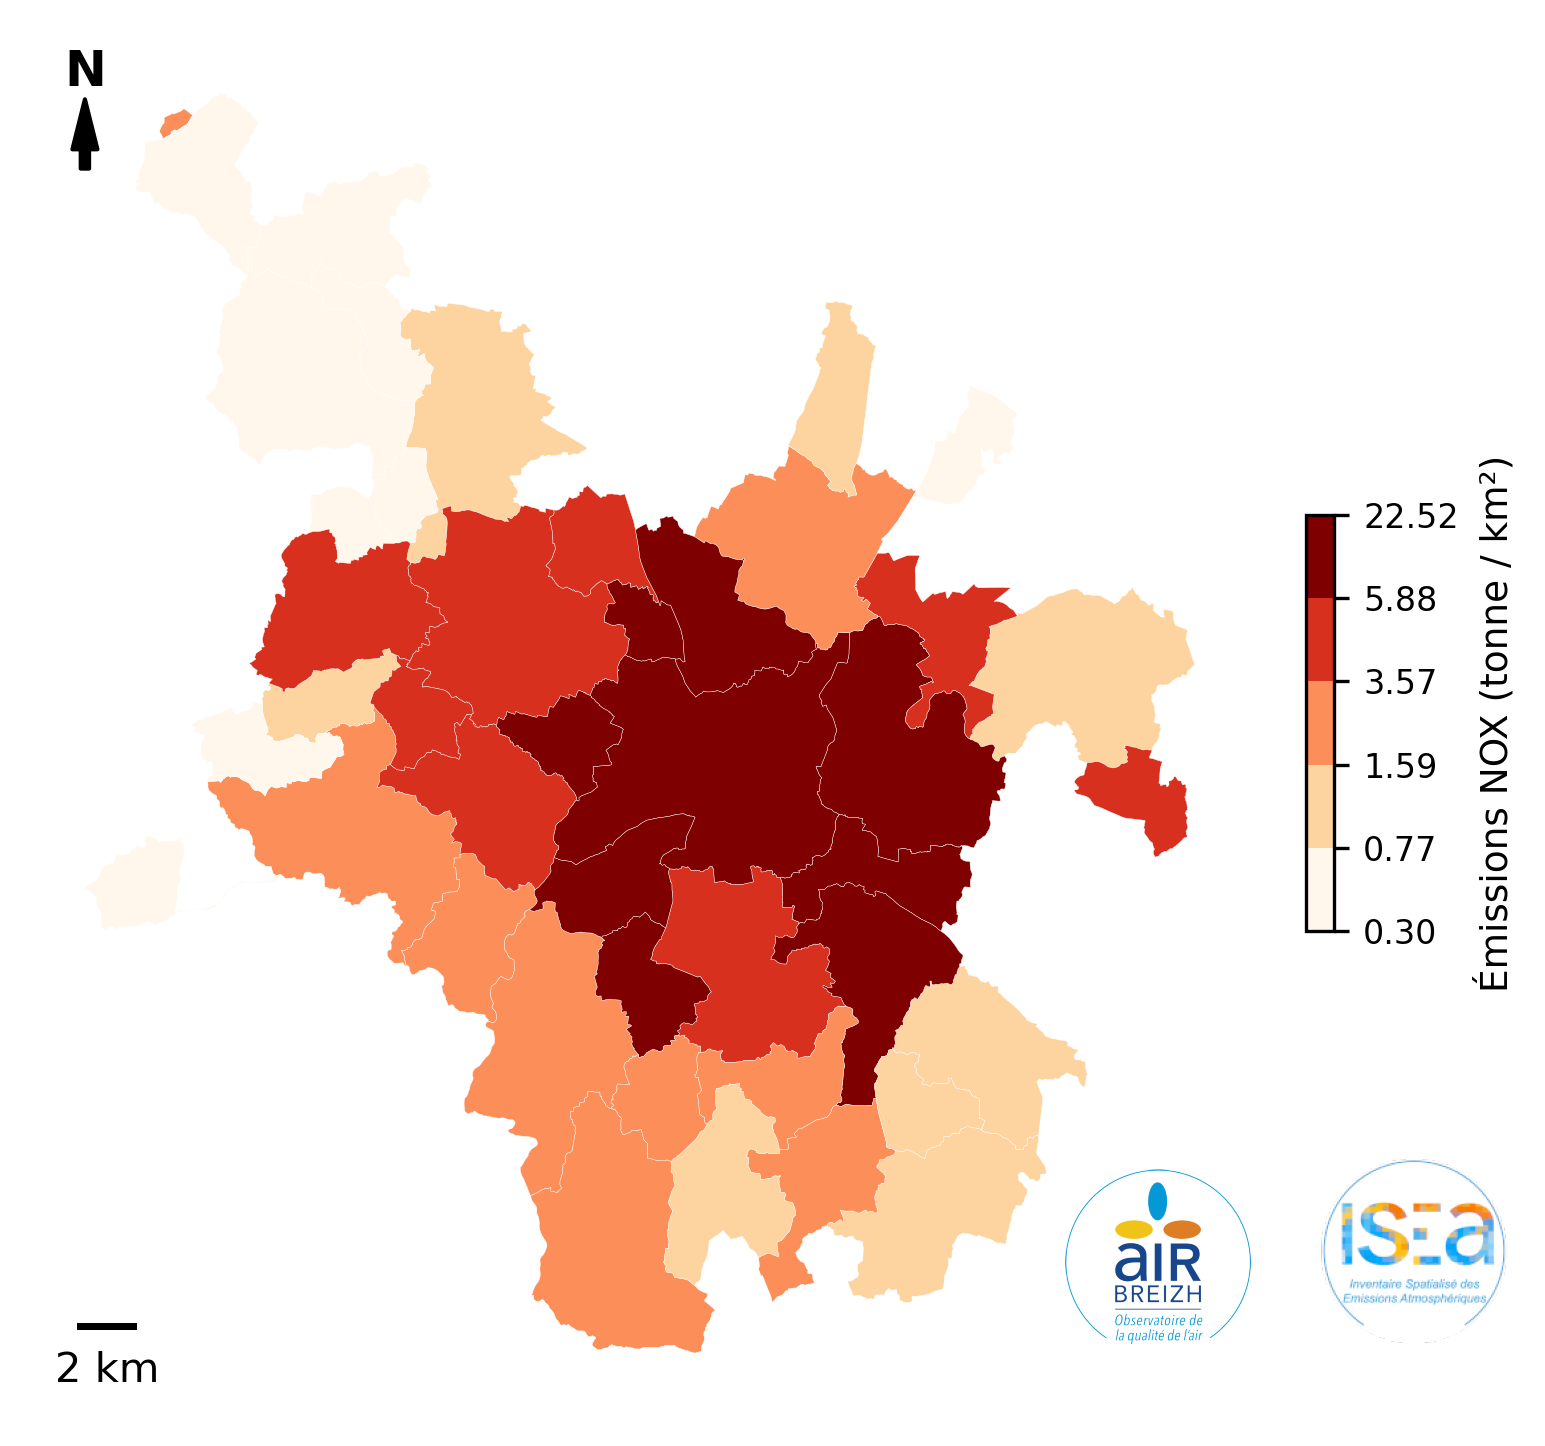 N
22.52
5.88
3.57
1.59
0.77
0.30
Émissions NOX (tonne / km²)
aiR
BREIZH
Observatoire de
la qualité de l'air
ISEa
Inventaire Spatialisé des
Emissions Atmosphériques
2 km